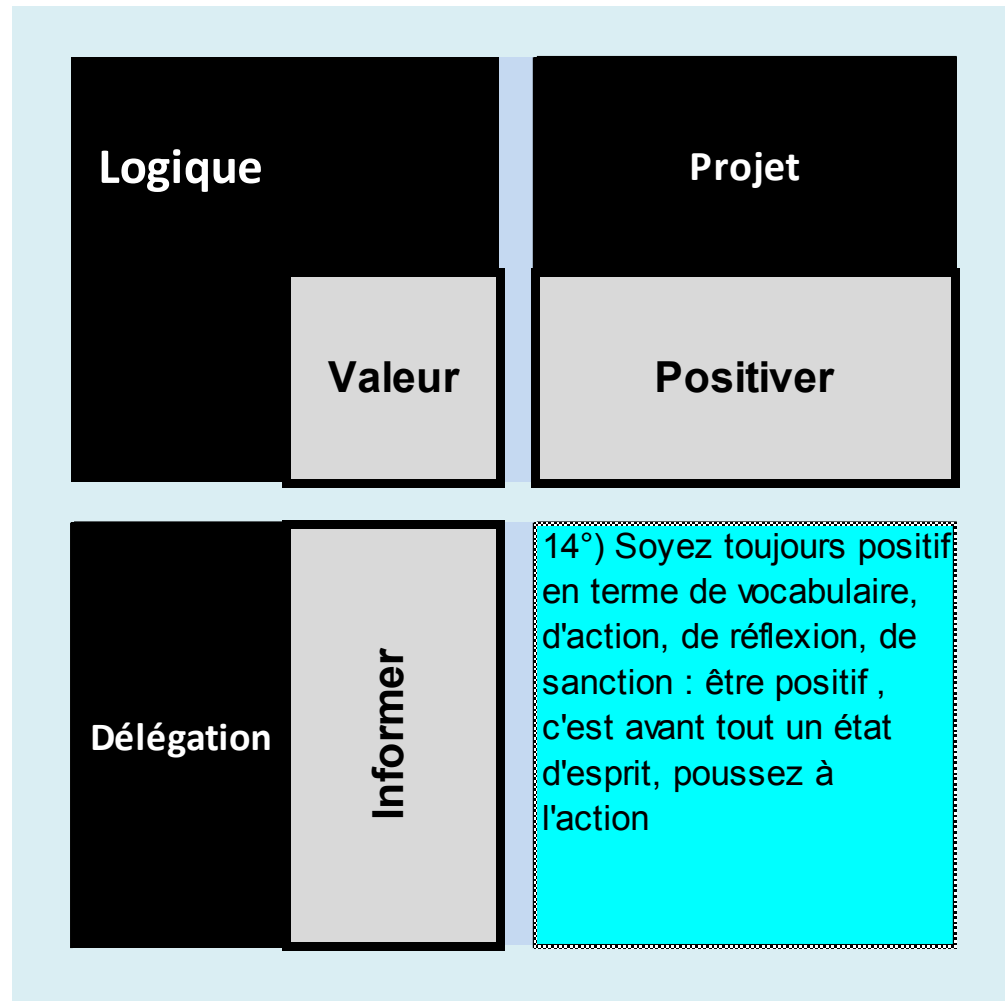 Logique
Projet
Valeur
Positiver
Délégation
Informer
14°) Soyez toujours positif
en terme de vocabulaire,
d'action, de réflexion, de
sanction : être positif ,
c'est avant tout un état
d'esprit, poussez à
l'action